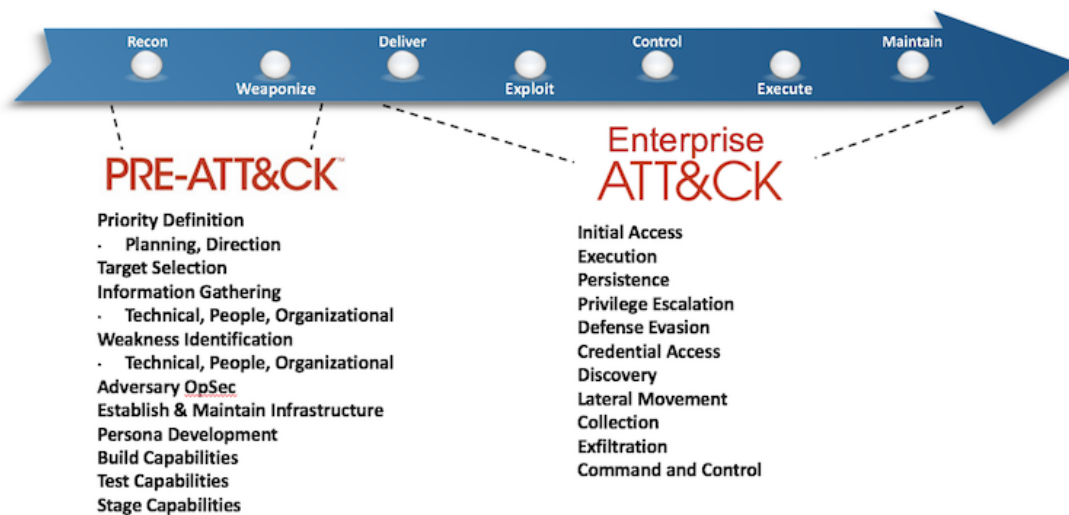 Recon
Deliver
Control
Maintain
Weaponize
Exploit
Execute
PRE-ATT&CK™
Priority Definition
· Planning, Direction
Target Selection
Information Gathering
· Technical, People, Organizational
Weakness Identification
· Technical, People, Organizational
Adversary OpSec
Establish & Maintain Infrastructure
Persona Development
Build Capabilities
Test Capabilities
Stage Capabilities
Enterprise
ATT&CK
Initial Access
Execution
Persistence
Privilege Escalation
Defense Evasion
Credential Access
Discovery
Lateral Movement
Collection
Exfiltration
Command and Control